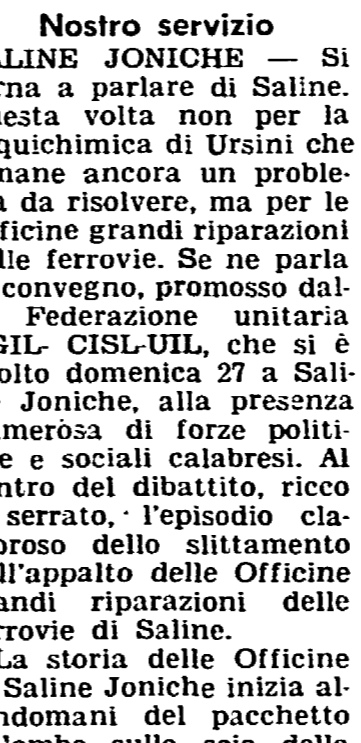 Nostro servizio
ALINE JONICHE — Si
rna a parlare di Saline.
uesta volta non per la
quichimica di Ursini che
mane ancora un proble-
a da risolvere, ma per le
ficine grandi riparazioni
lle ferrovie. Se ne parla
convegno, promosso dal-
Federazione unitaria
GIL- CISL-UIL, che si è
olto domenica 27 a Sali-
Joniche, alla presenza
merosa di forze politi-
e e sociali calabresi. Al
ntro del dibattito, ricco
serrato, l'episodio cla-
oroso dello slittamento
ll'appalto delle Officine
andi riparazioni delle
rrovie di Saline.
La storia delle Officine
Saline Joniche inizia al-
ndomani del pacchetto